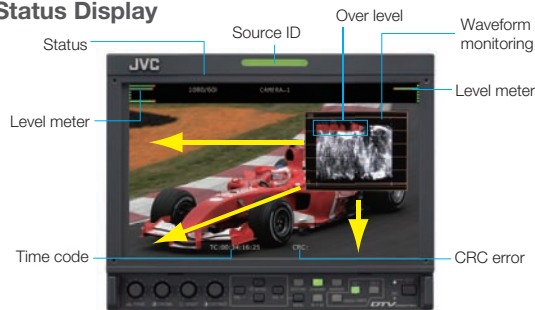 Status Display
Over level
Source ID
Waveform
monitoring
Status
JVC
1080/60i
CAMERA-1
Level meter
Level meter
TC:00:34:16:25
CRC:
Time code
CRC error
DTV